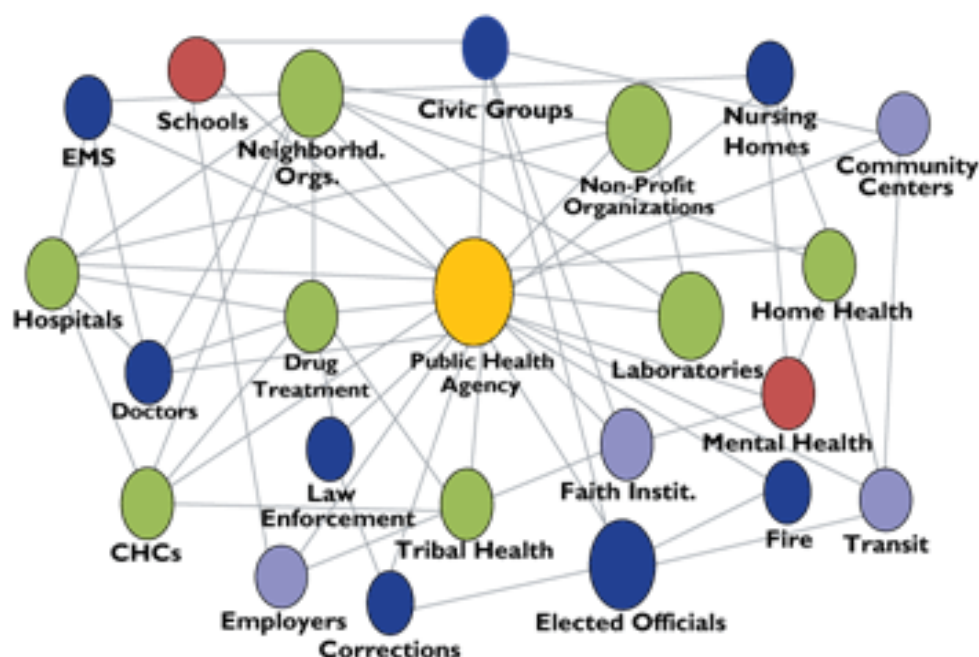 Civic Groups
Schools
Nursing
Homes
EMS
Neighborhd.
Orgs.
Non-Profit
Organizations
Community
Centers
Hospitals
Home Health
Drug
Treatment
Public Health
Agency
Laboratories
Doctors
Mental Health
Law
Enforcement
Faith Instit.
Fire
Transit
CHCs
Tribal Health
Employers
Elected Officials
Corrections